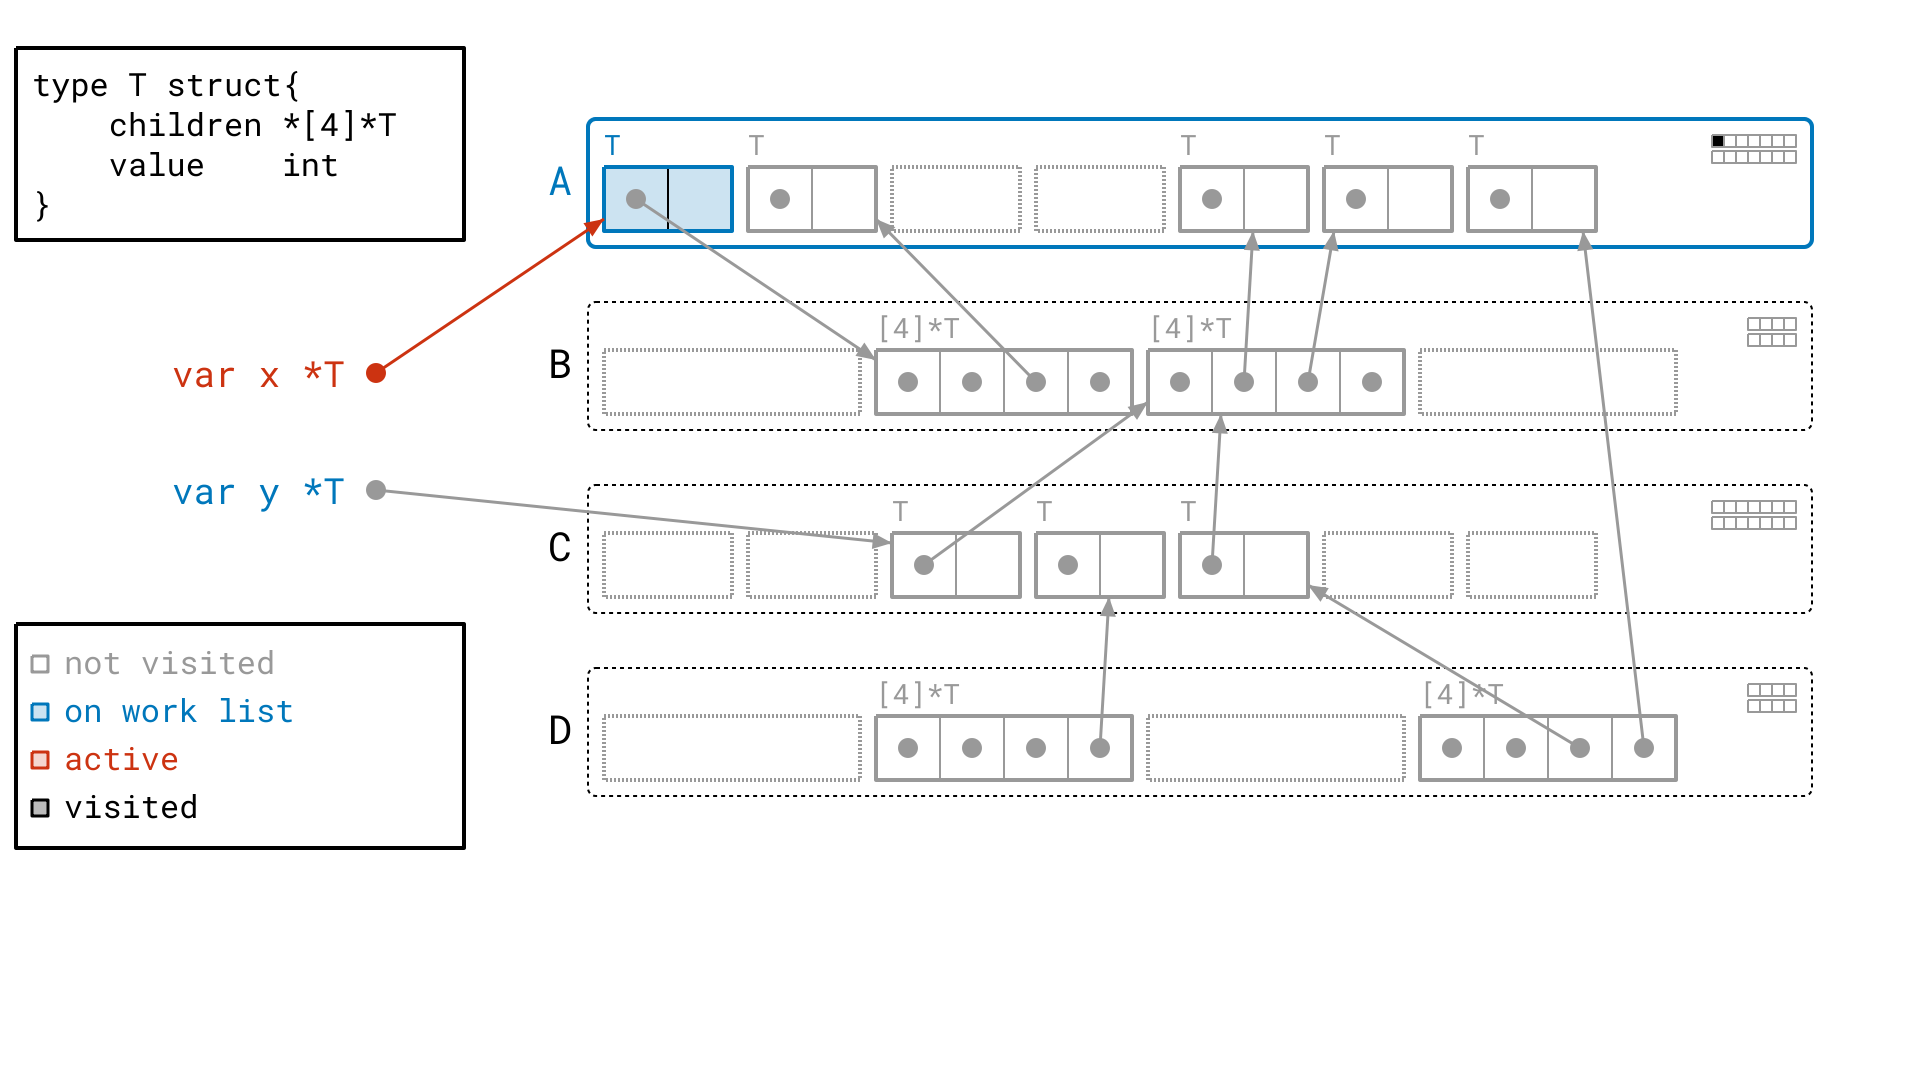 type T struct{
    children *[4]*T
    value    int
}
var x *T
var y *T
not visited
on work list
active
visited
A
T T T T T
B
[4]*T [4]*T
C
T T T
D
[4]*T [4]*T